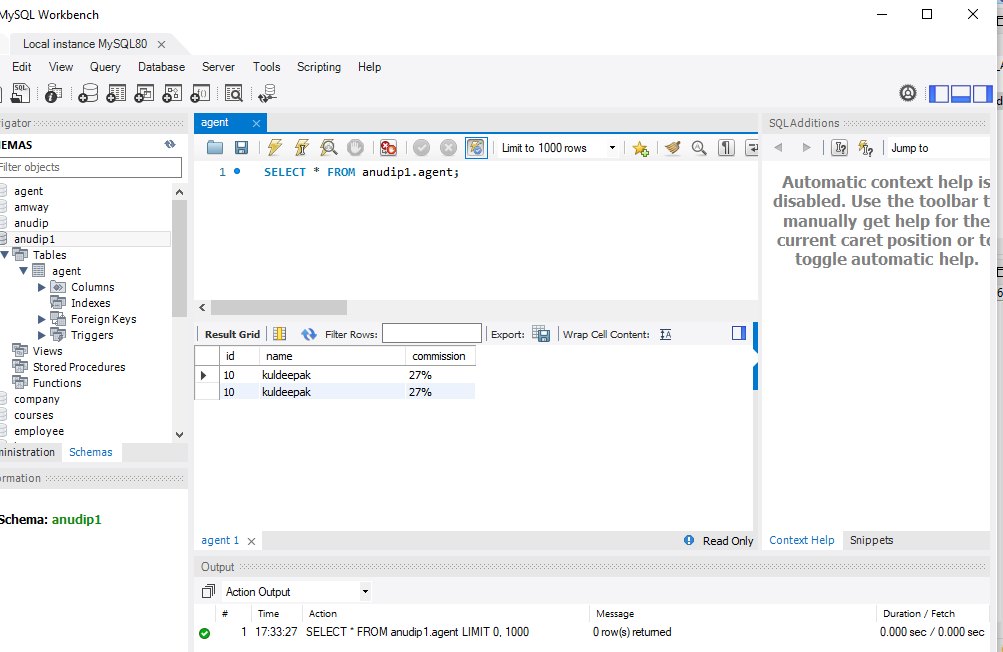 MySQL Workbench
Local instance MySQL80
Edit View Query Database Server Tools Scripting Help
SQL
igator
EMAS
Filter objects
agent
amway
anudip
anudip1
Tables
agent
Columns
Indexes
Foreign Keys
Triggers
Views
Stored Procedures
Functions
company
courses
employee
ministration Schemas
ormation
Schema: anudip1
agent
Limit to 1000 rows
1 SELECT * FROM anudip1.agent;
Result Grid Filter Rows: Export: Wrap Cell Content:
id name commission
10 kuldeepak 27%
10 kuldeepak 27%
agent 1 Read Only
SQLAdditions
Jump to
Automatic context help is
disabled. Use the toolbar t
manually get help for the
current caret position or to
toggle automatic help.
Context Help Snippets
Output
Action Output
# Time Action Message Duration / Fetch
1 17:33:27 SELECT * FROM anudip1.agent LIMIT 0, 1000 0 row(s) returned 0.000 sec / 0.000 sec